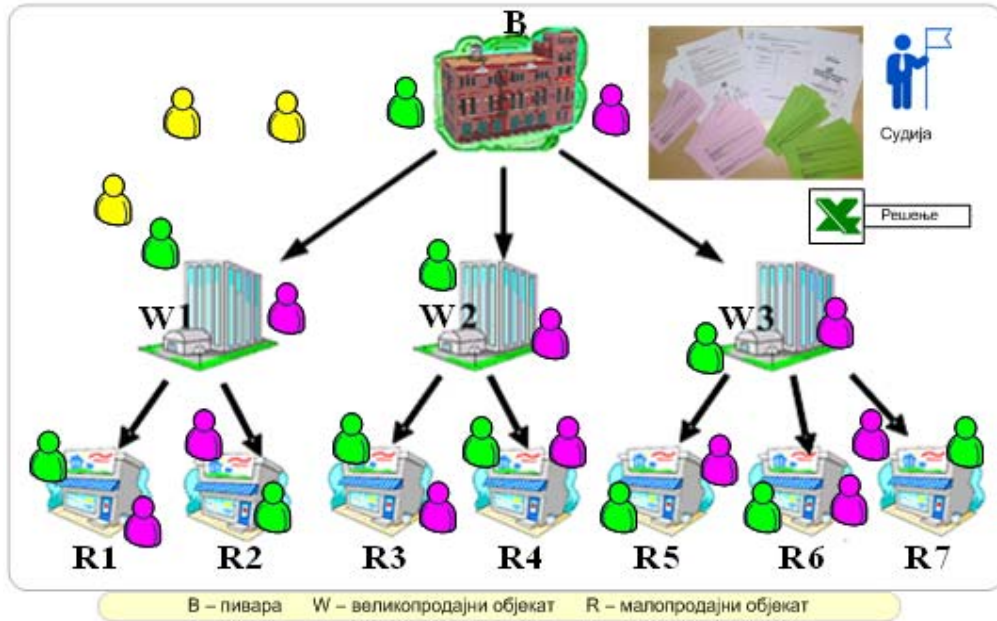 B
Судија
Решење
W1
W2
W3
R1
R2
R3
R4
R5
R6
R7
B – пивара W – великопродајни објекат R – малопродајни објекат